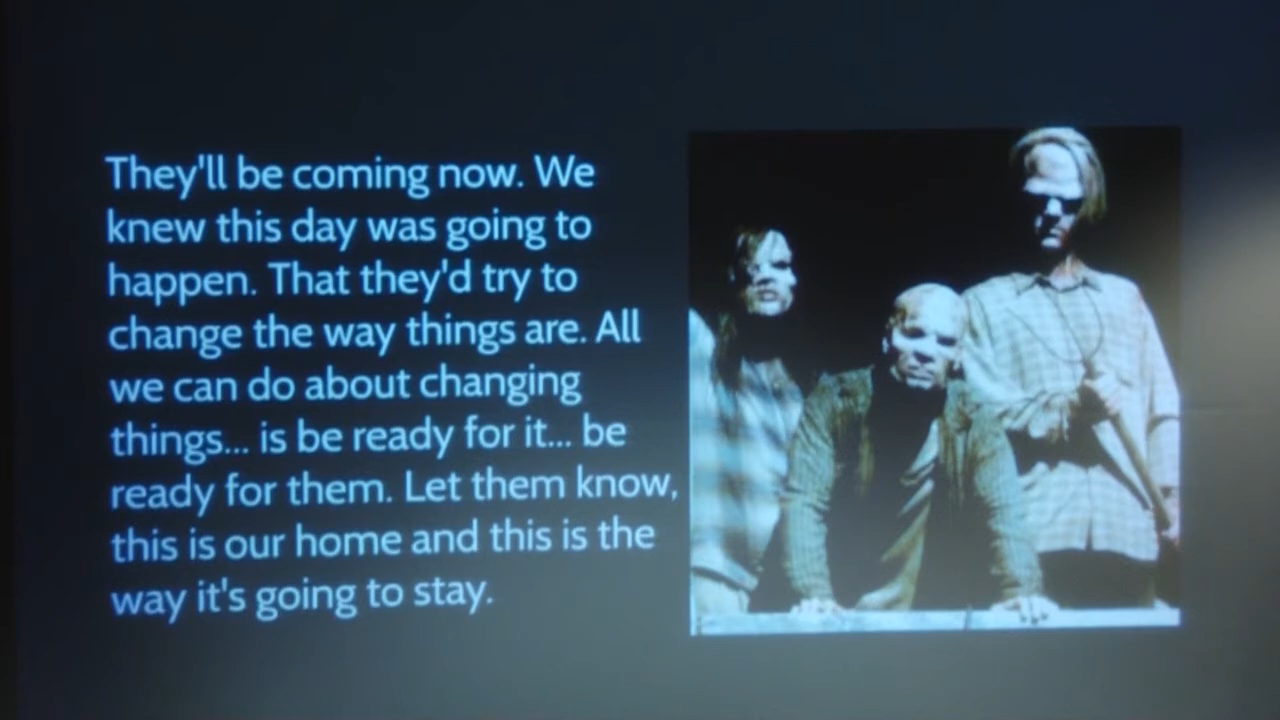 They'll be coming now. We
knew this day was going to
happen. That they'd try to
change the way things are. All
we can do about changing
things... is be ready for it... be
ready for them. Let them know,
this is our home and this is the
way it's going to stay.